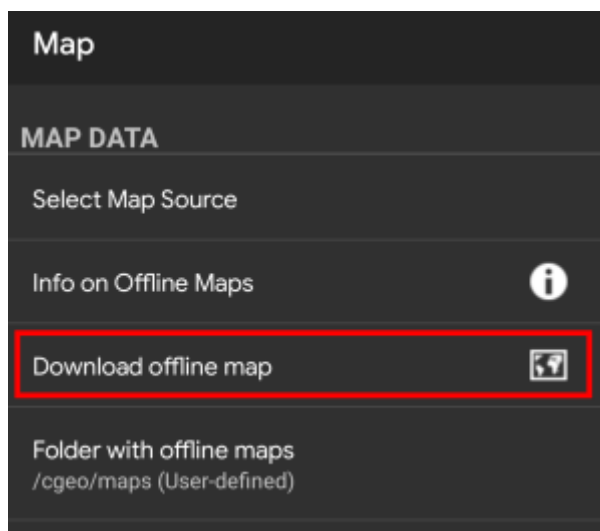 Map
MAP DATA
Select Map Source
Info on Offline Maps
Download offline map
Folder with offline maps
/cgeo/maps (User-defined)